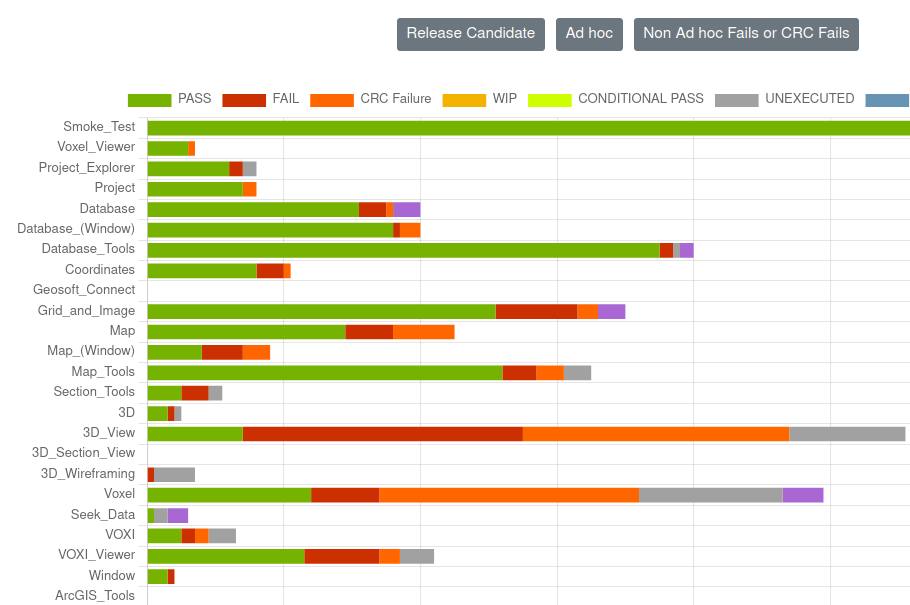 Release Candidate Ad hoc Non Ad hoc Fails or CRC Fails
PASS FAIL CRC Failure WIP CONDITIONAL PASS UNEXECUTED
Smoke_Test
Voxel_Viewer
Project_Explorer
Project
Database
Database_(Window)
Database_Tools
Coordinates
Geosoft_Connect
Grid_and_Image
Map
Map_(Window)
Map_Tools
Section_Tools
3D
3D_View
3D_Section_View
3D_Wireframing
Voxel
Seek_Data
VOXI
VOXI_Viewer
Window
ArcGIS_Tools